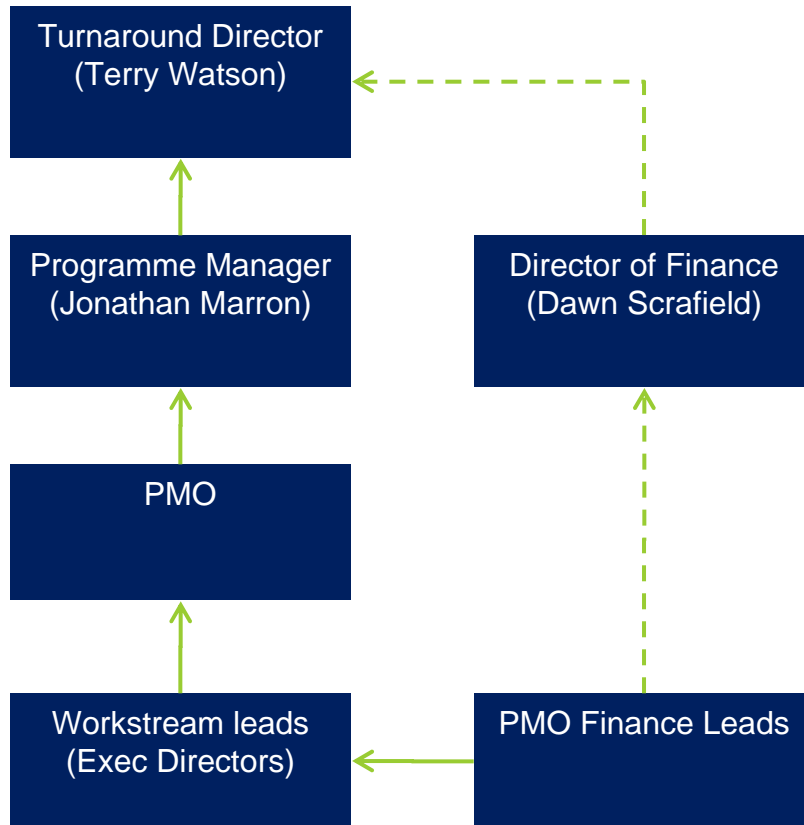 Turnaround Director
(Terry Watson)
Programme Manager
(Jonathan Marron)
Director of Finance
(Dawn Scrafield)
PMO
Workstream leads
(Exec Directors)
PMO Finance Leads